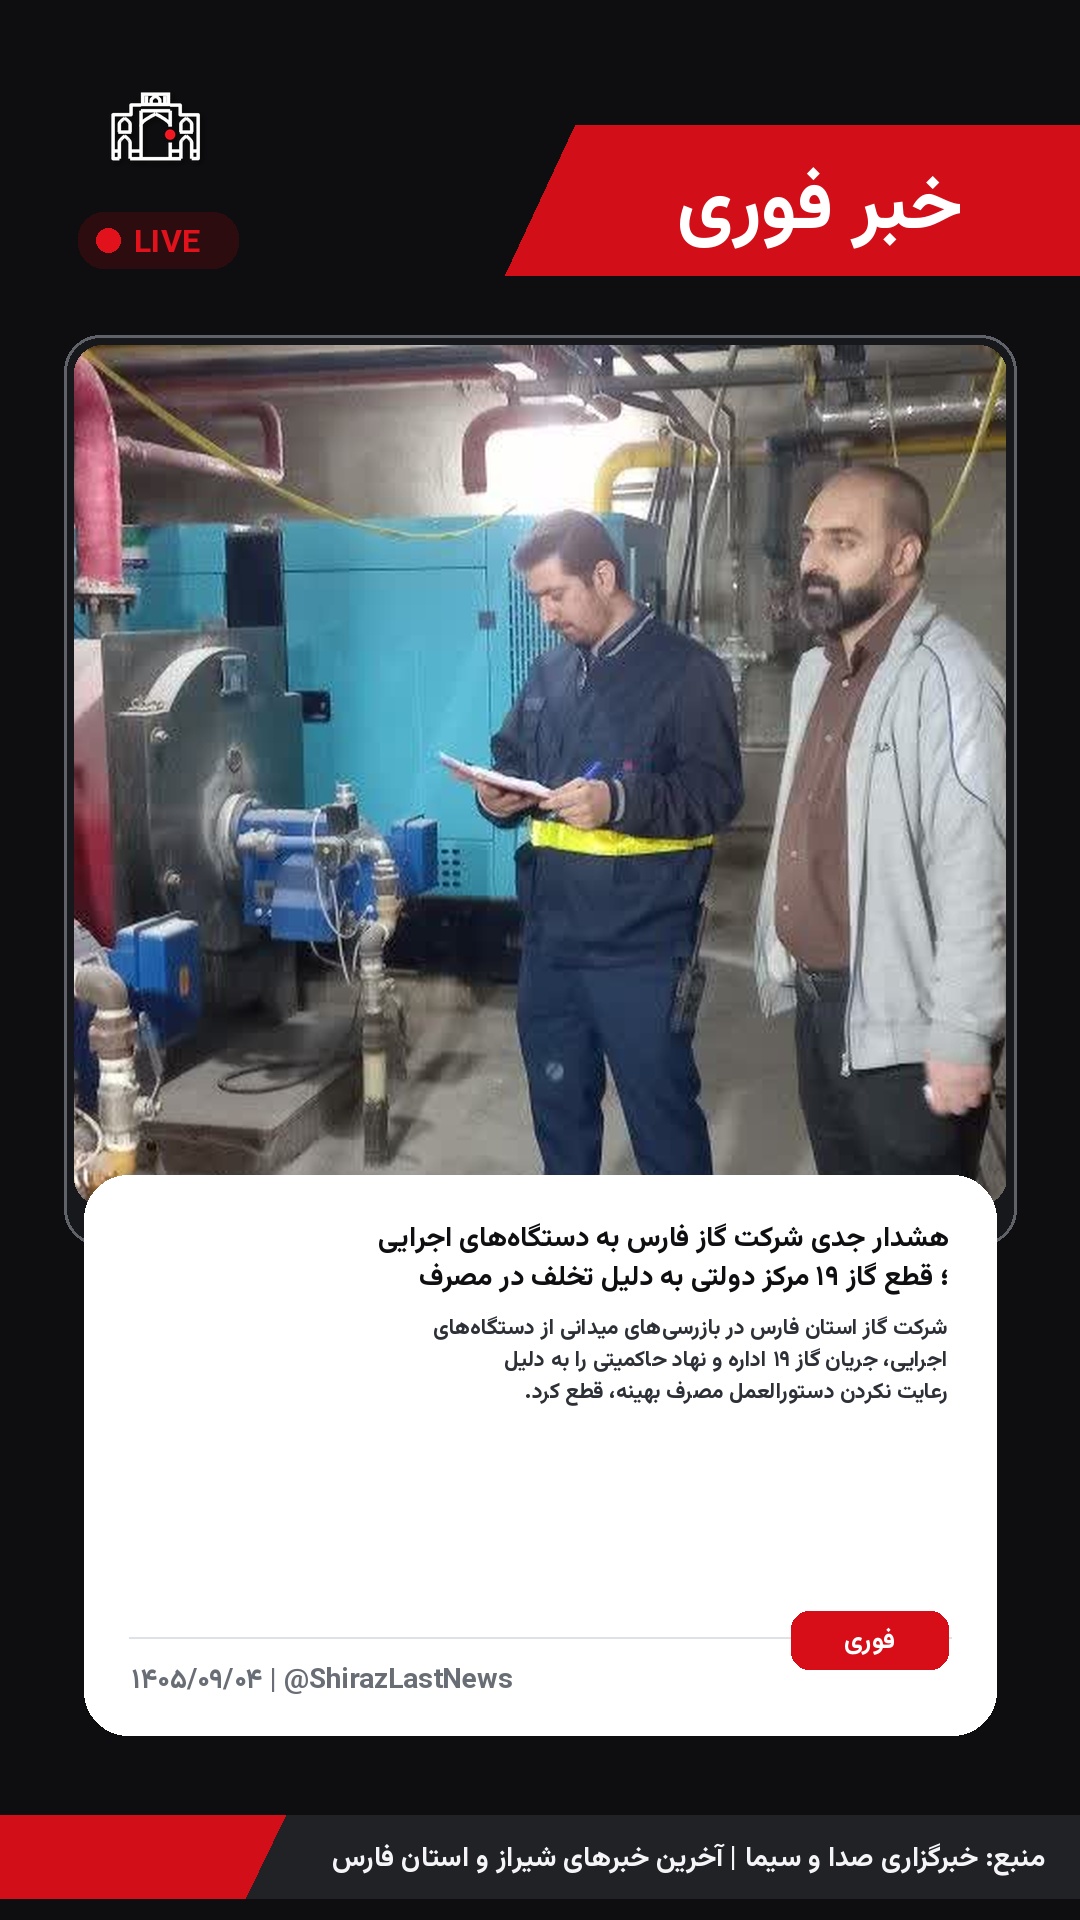 خبر فوری
LIVE
هشدار جدی شرکت گاز فارس به دستگاه‌های اجرایی
؛ قطع گاز ۱۹ مرکز دولتی به دلیل تخلف در مصرف
شرکت گاز استان فارس در بازرسی‌های میدانی از دستگاه‌های
اجرایی، جریان گاز ۱۹ اداره و نهاد حاکمیتی را به دلیل
رعایت نکردن دستورالعمل مصرف بهینه، قطع کرد.
فوری
۱۴۰۵/۰۹/۰۴ | @ShirazLastNews
منبع: خبرگزاری صدا و سیما | آخرین خبرهای شیراز و استان فارس